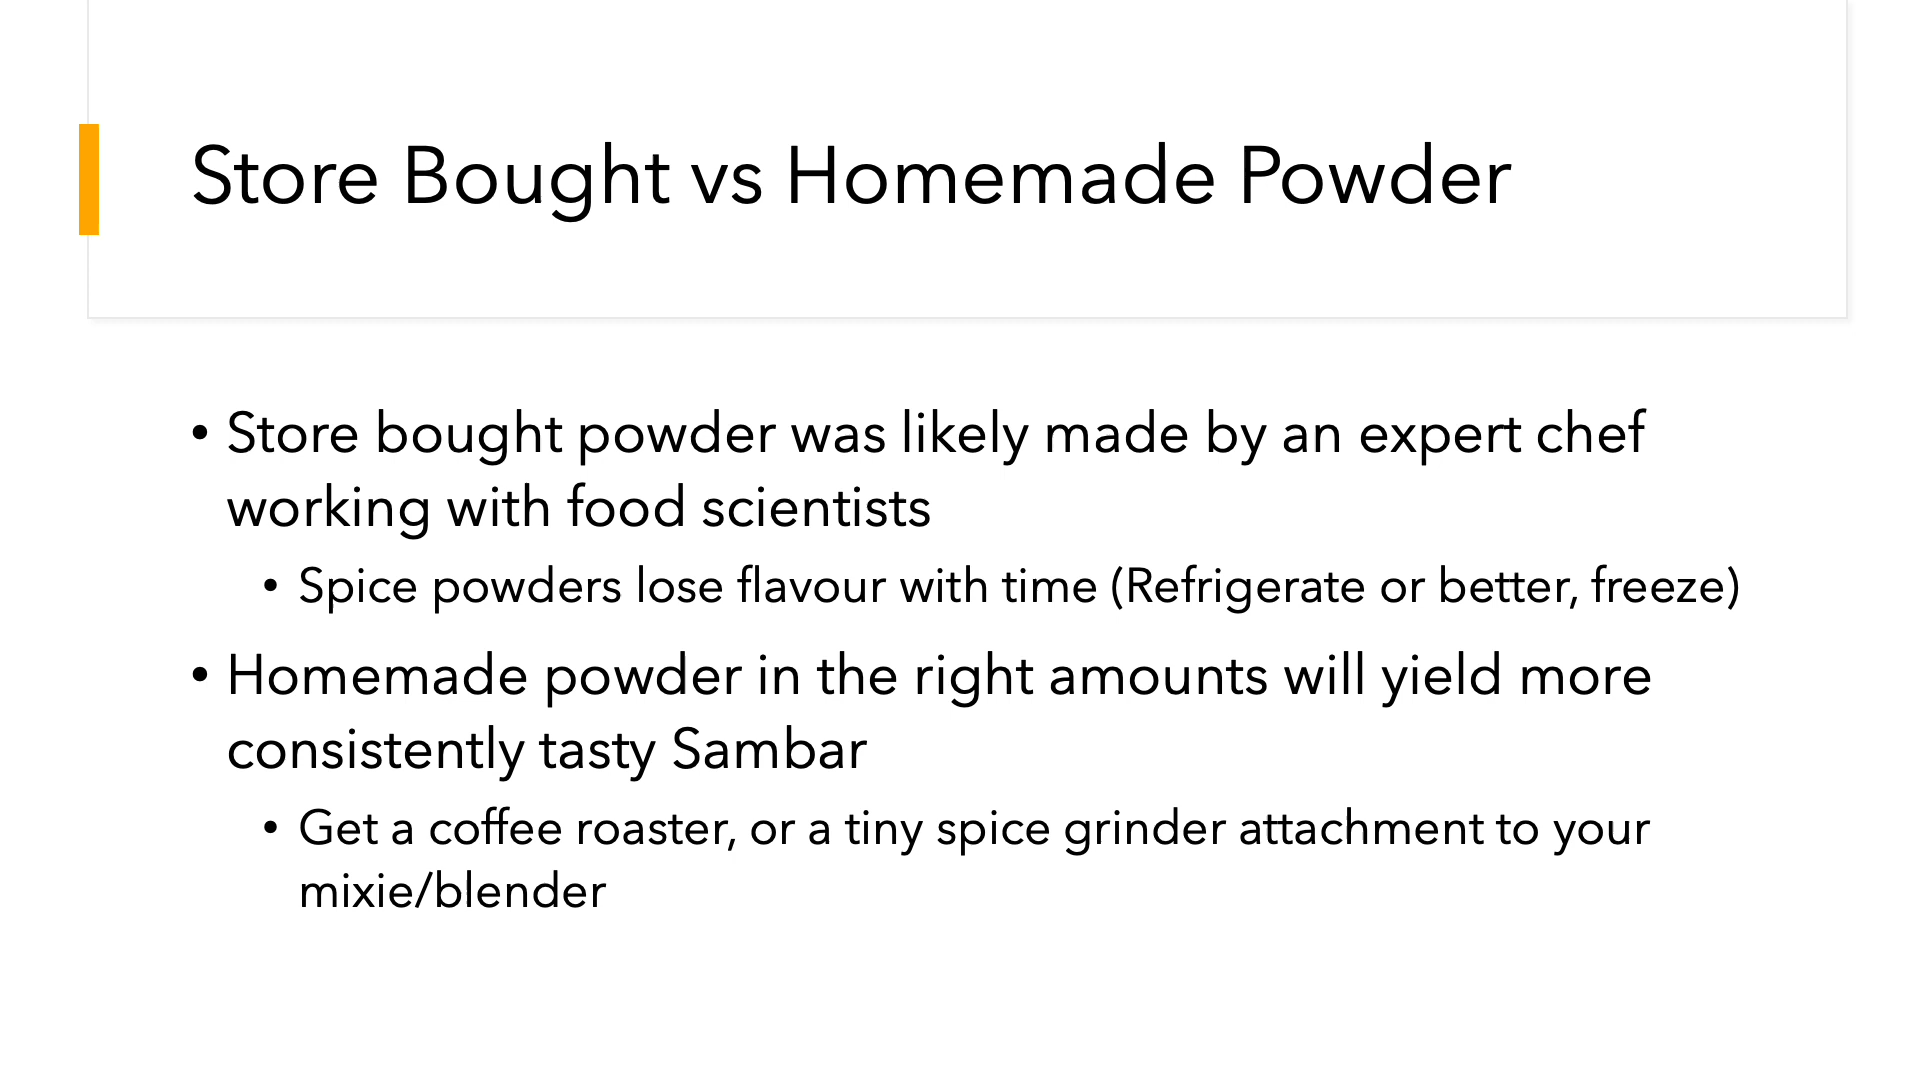 Store Bought vs Homemade Powder
• Store bought powder was likely made by an expert chef
working with food scientists
• Spice powders lose flavour with time (Refrigerate or better, freeze)
• Homemade powder in the right amounts will yield more
consistently tasty Sambar
• Get a coffee roaster, or a tiny spice grinder attachment to your
mixie/blender